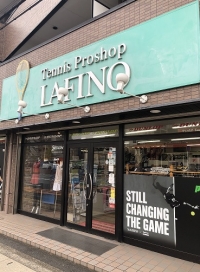 Tennis Proshop
LAFINO
STILL
CHANGING
THE GAME